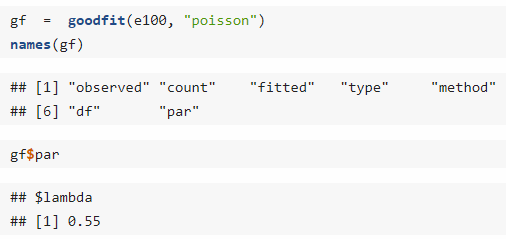 gf  =  goodfit(e100, "poisson")
names(gf)
## [1] "observed" "count"    "fitted"   "type"     "method"
## [6] "df"       "par"
gf$par
## $lambda
## [1] 0.55